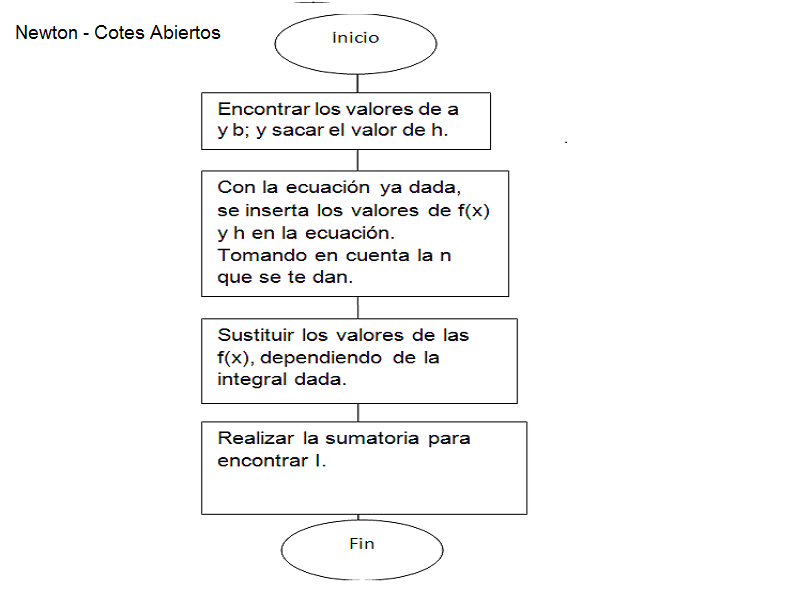 Newton - Cotes Abiertos
Inicio
Encontrar los valores de a
y b; y sacar el valor de h.
Con la ecuación ya dada,
se inserta los valores de f(x)
y h en la ecuación.
Tomando en cuenta la n
que se te dan.
Sustituir los valores de las
f(x), dependiendo de la
integral dada.
Realizar la sumatoria para
encontrar I.
Fin